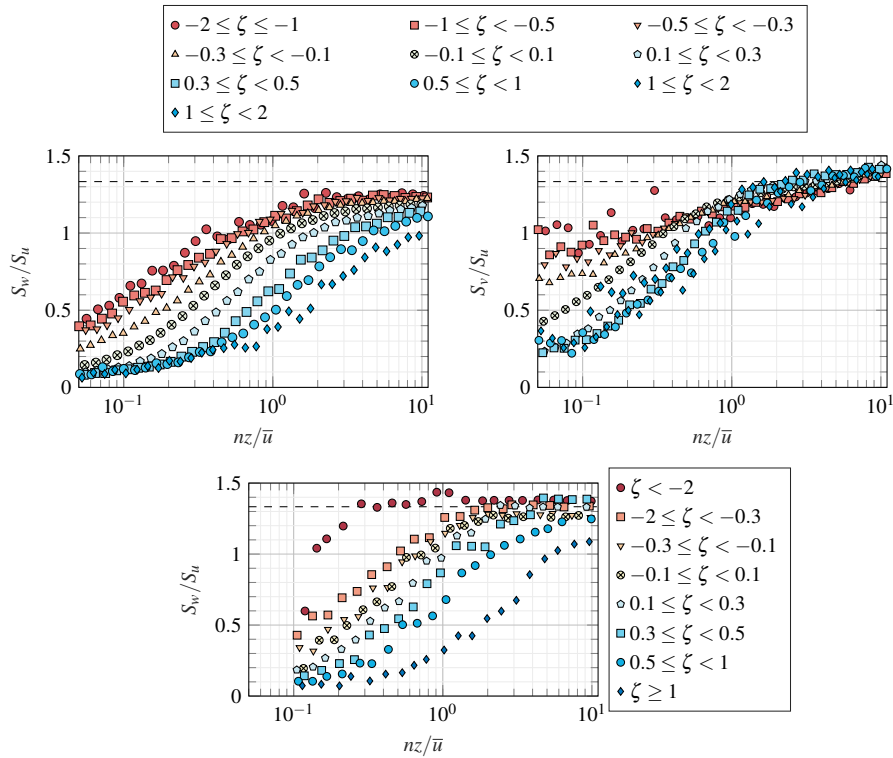 −2 ≤ ζ ≤ −1
−1 ≤ ζ < −0.5
−0.5 ≤ ζ < −0.3
−0.3 ≤ ζ < −0.1
−0.1 ≤ ζ < 0.1
0.1 ≤ ζ < 0.3
0.3 ≤ ζ < 0.5
0.5 ≤ ζ < 1
1 ≤ ζ < 2
1 ≤ ζ < 2
1.5
1
0.5
0
S_w/S_u
10^−1
10^0
10^1
nz/u̅
1.5
1
0.5
0
S_v/S_u
10^−1
10^0
10^1
nz/u̅
1.5
1
0.5
0
S_w/S_u
10^−1
10^0
10^1
nz/u̅
ζ < −2
−2 ≤ ζ < −0.3
−0.3 ≤ ζ < −0.1
−0.1 ≤ ζ < 0.1
0.1 ≤ ζ < 0.3
0.3 ≤ ζ < 0.5
0.5 ≤ ζ < 1
ζ ≥ 1